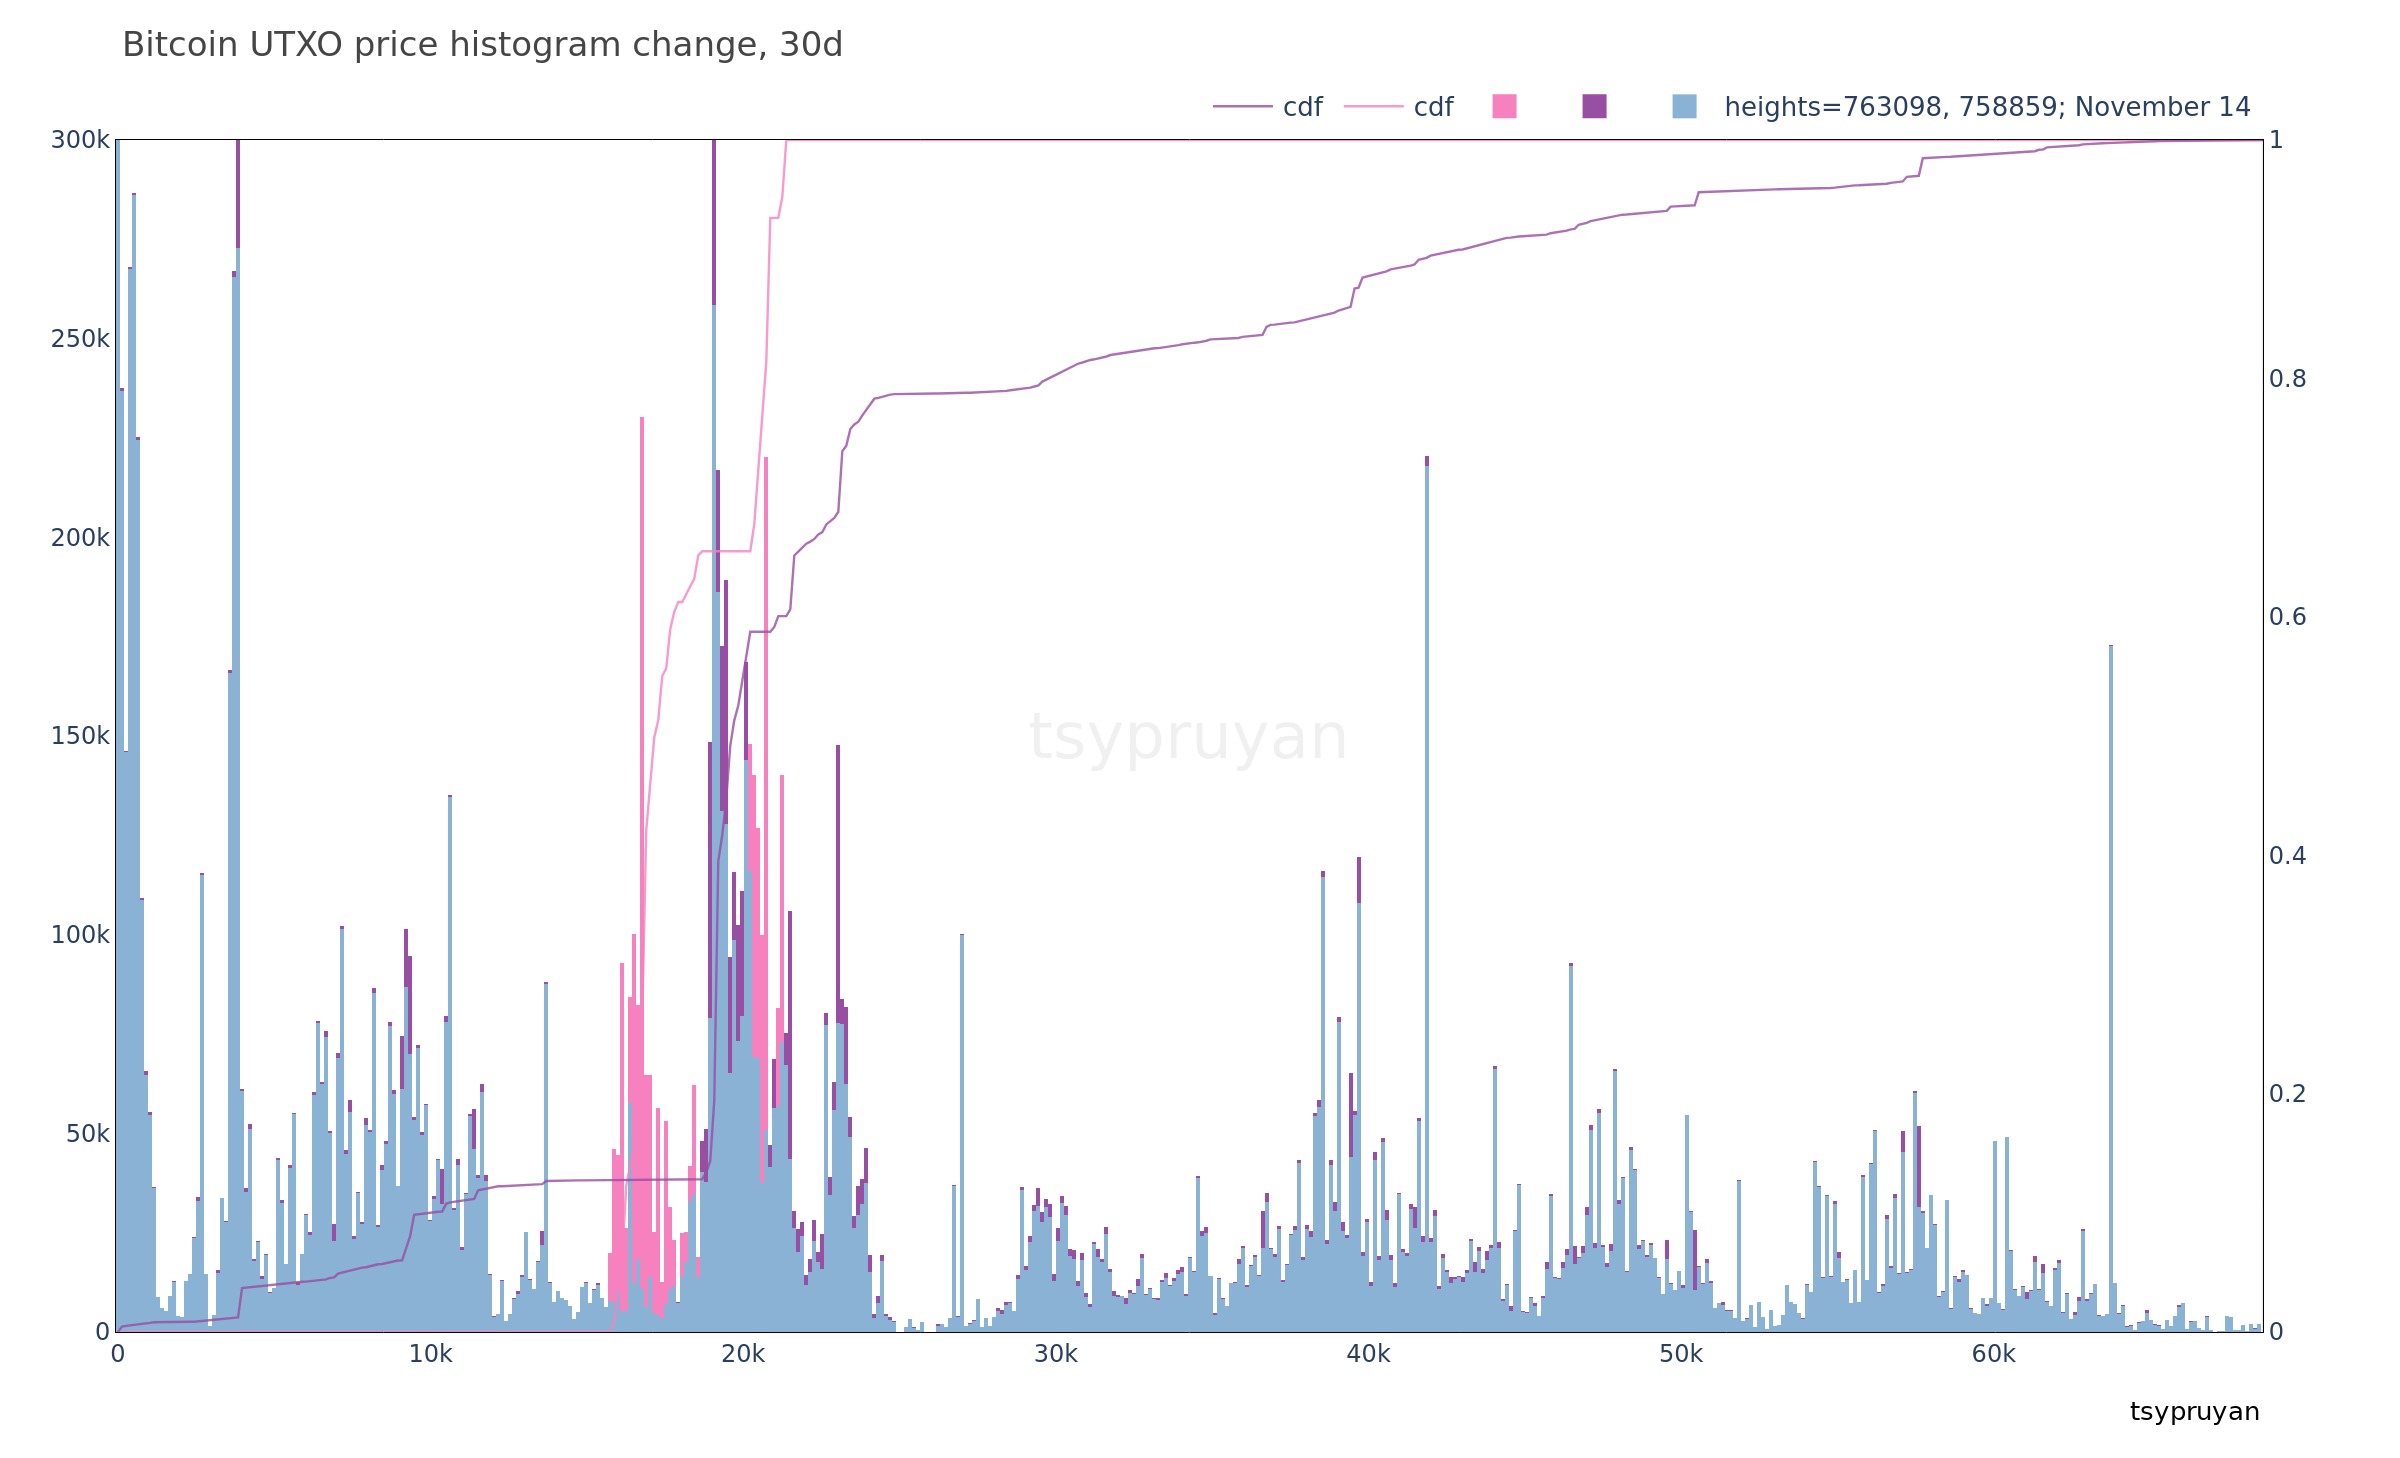 Bitcoin UTXO price histogram change, 30d
cdf cdf heights=763098, 758859; November 14
300k
250k
200k
150k
100k
50k
0
1
0.8
0.6
0.4
0.2
0
tsypruyan
0 10k 20k 30k 40k 50k 60k
tsypruyan